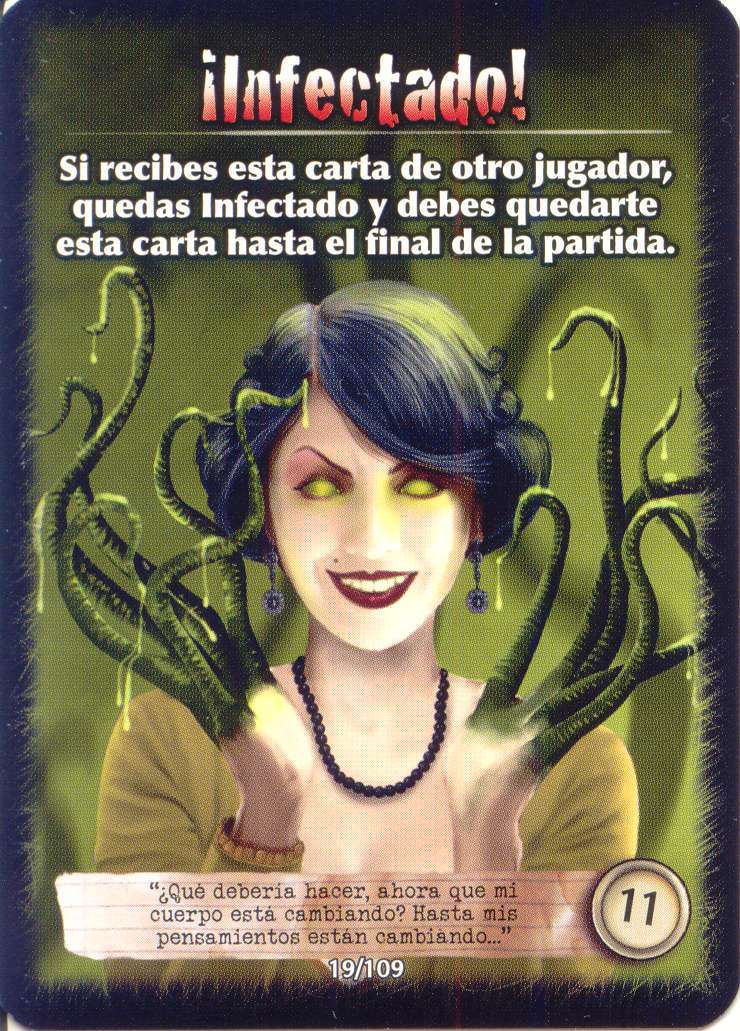 ¡Infectado!
Si recibes esta carta de otro jugador,
quedas Infectado y debes quedarte
esta carta hasta el final de la partida.
“¿Qué debería hacer, ahora que mi
cuerpo está cambiando? Hasta mis
pensamientos están cambiando...”
11
19/109